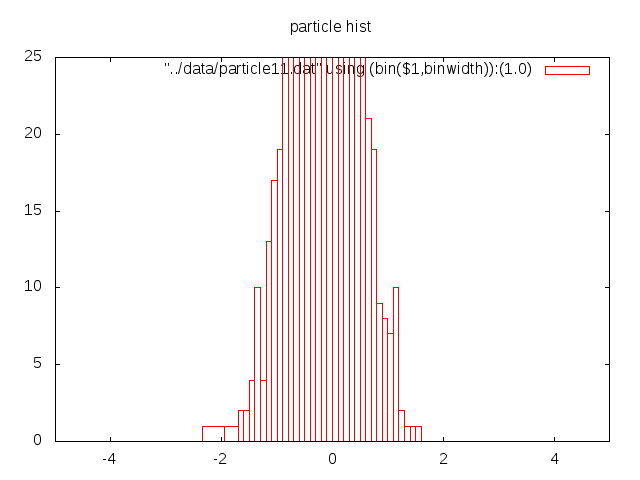 particle hist
25
"../data/particle11.dat" using (bin($1,binwidth)):(1.0)
20
15
10
5
0
-4 -2 0 2 4